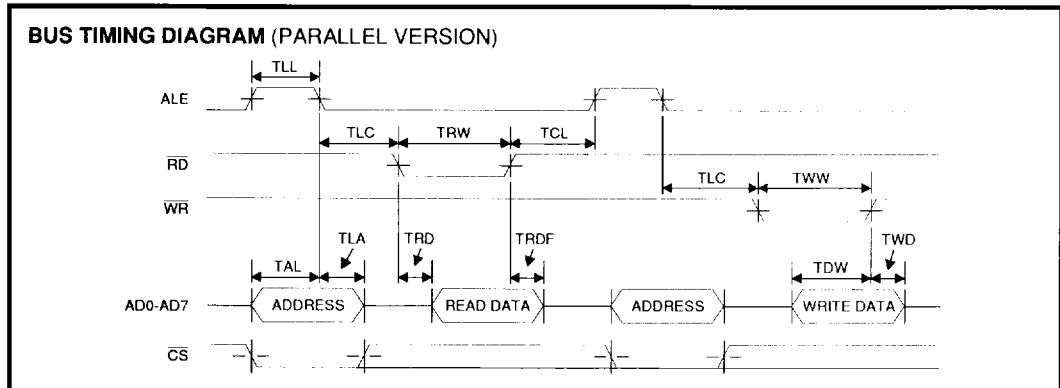 BUS TIMING DIAGRAM (PARALLEL VERSION)
TLL
ALE
TLC TRW TCL
RD
TLC TWW
WR
TLA TRD TRDF TWD
TAL TDW
AD0-AD7 ADDRESS READ DATA ADDRESS WRITE DATA
CS